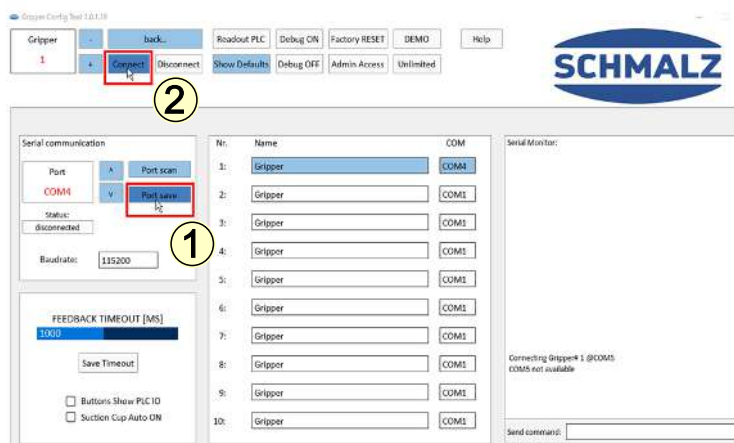 Gripper Config Tool 1.0.1.19
Gripper - back.. Readout PLC Debug ON Factory RESET DEMO Help
1 + Connect Disconnect Show Defaults Debug OFF Admin Access Unlimited
SCHMALZ
2
Serial communication
Port ^ Port scan
COM4 v Port save
Status:
disconnected
1
Baudrate: 115200
FEEDBACK TIMEOUT [MS]
1000
Save Timeout
Buttons Show PLC IO
Suction Cup Auto ON
Nr. Name COM
1: Gripper COM4
2: Gripper COM1
3: Gripper COM1
4: Gripper COM1
5: Gripper COM1
6: Gripper COM1
7: Gripper COM1
8: Gripper COM1
9: Gripper COM1
10: Gripper COM1
Serial Monitor:
Connecting Gripper# 1 @COM5
COM5 not available
Send command: